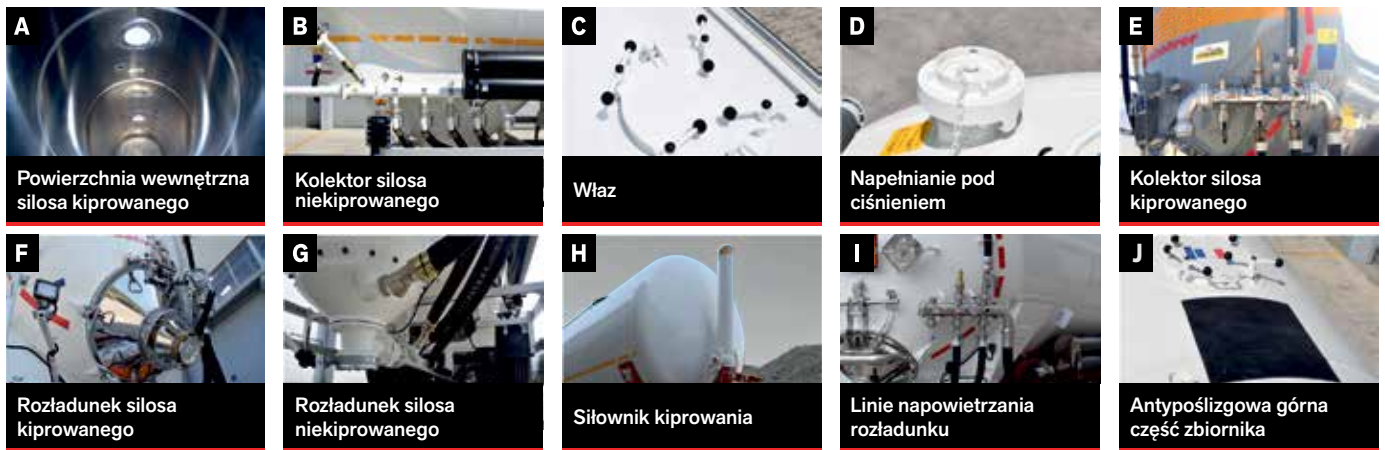 A
Powierzchnia wewnętrzna
silosa kiprowanego
B
Kolektor silosa
niekiprowanego
C
Właz
D
Napełnianie pod
ciśnieniem
E
Kolektor silosa
kiprowanego
F
Rozładunek silosa
kiprowanego
G
Rozładunek silosa
niekiprowanego
H
Siłownik kiprowania
I
Linie napowietrzania
rozładunku
J
Antypoślizgowa górna
część zbiornika